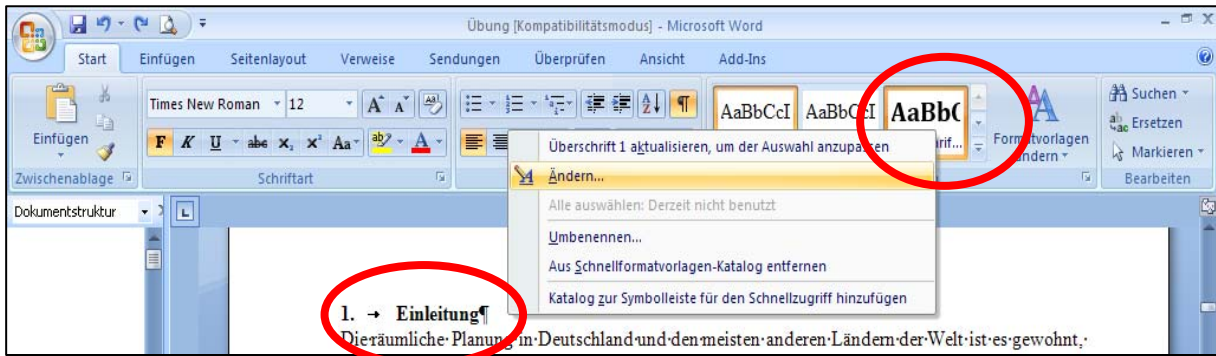 Übung [Kompatibilitätsmodus] - Microsoft Word
Start Einfügen Seitenlayout Verweise Sendungen Überprüfen Ansicht Add-Ins
Times New Roman 12
AaBbCcI AaBbCcI AaBb(
Suchen
Einfügen
Ersetzen
F K U abe x₂ x² Aa
Formatvorlagen
ändern
Markieren
Zwischenablage Schriftart Bearbeiten
Überschrift 1 aktualisieren, um der Auswahl anzupassen
Ändern...
Alle auswählen: Derzeit nicht benutzt
Umbenennen...
Aus Schnellformatvorlagen-Katalog entfernen
Katalog zur Symbolleiste für den Schnellzugriff hinzufügen
Dokumentstruktur
1. → Einleitung¶
Die·räumliche·Planung·in·Deutschland·und·den·meisten·anderen·Ländern·der·Welt·ist·es·gewohnt,·